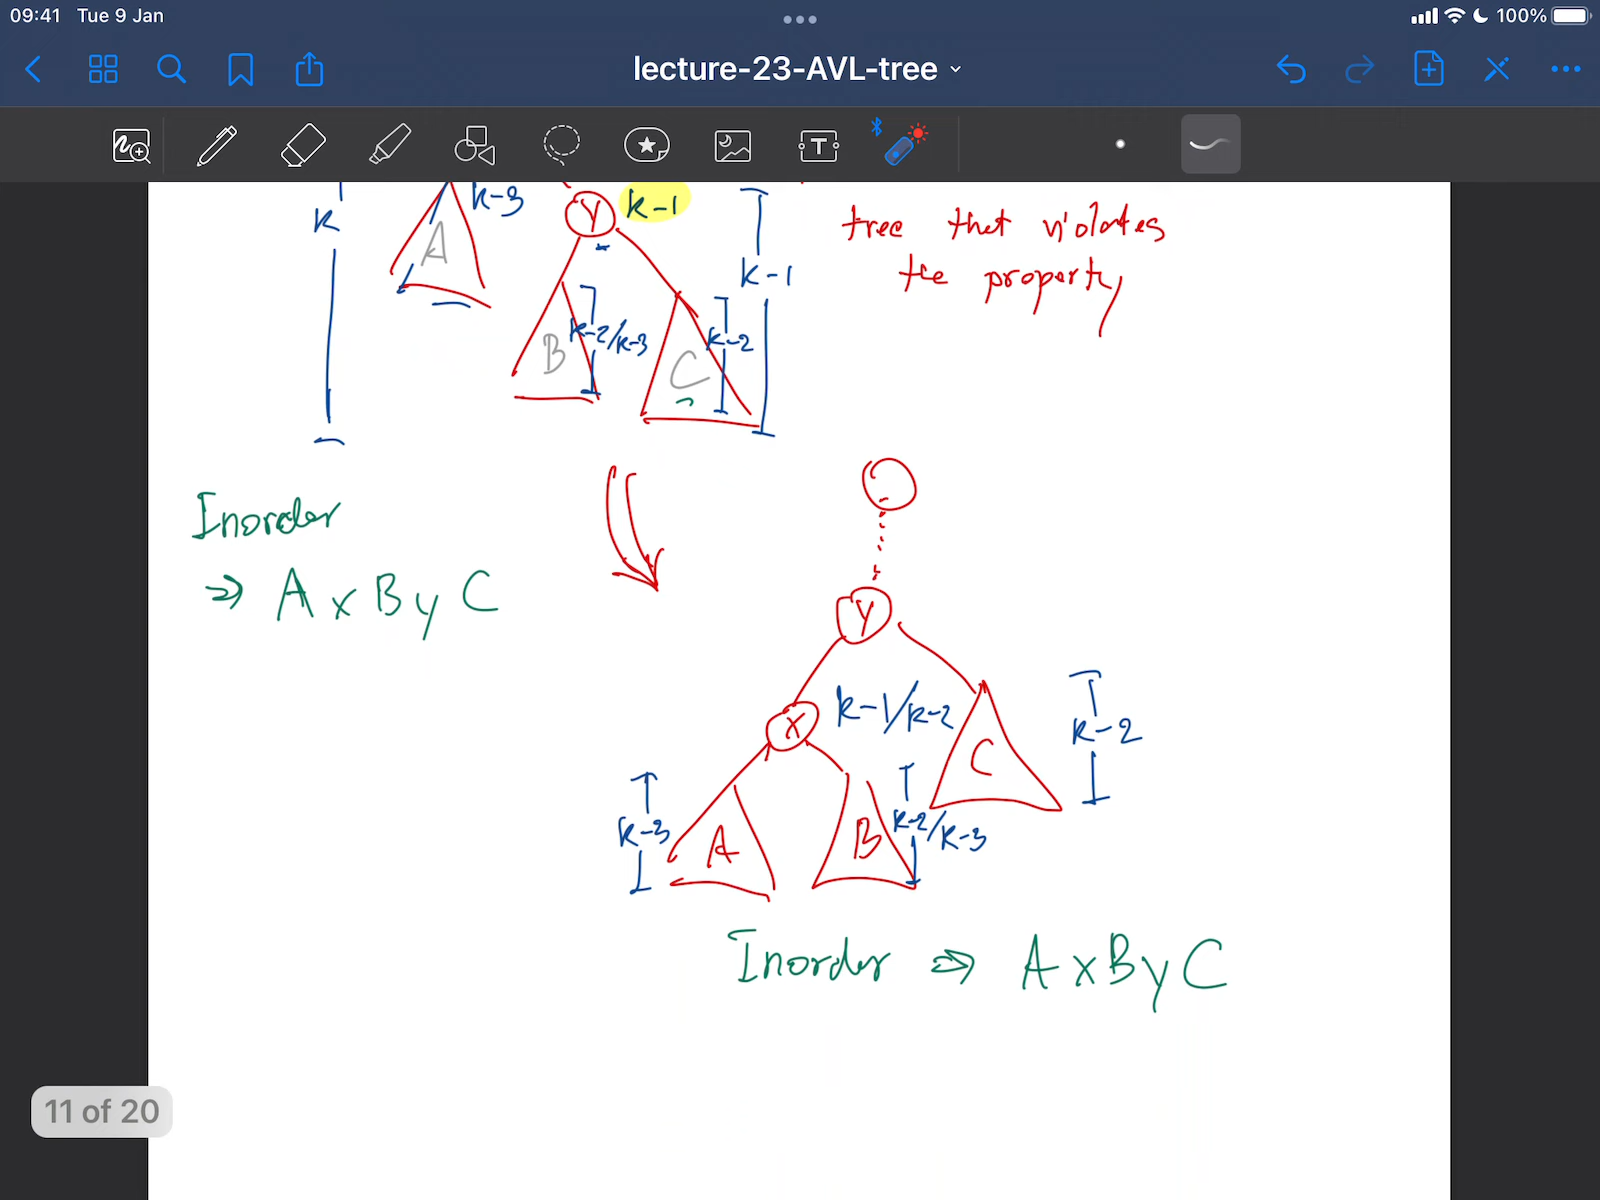 09:41 Tue 9 Jan
100%
lecture-23-AVL-tree
T
k-3
Y
k-1
k
A
k-1
tree that violates
the property
B
k-2/k-3
C
k-2
Inorder
⇒ A x B y C
Y
X
k-1/k-2
C
k-2
k-3
A
B
k-2/k-3
Inorder ⇒ A x B y C
11 of 20